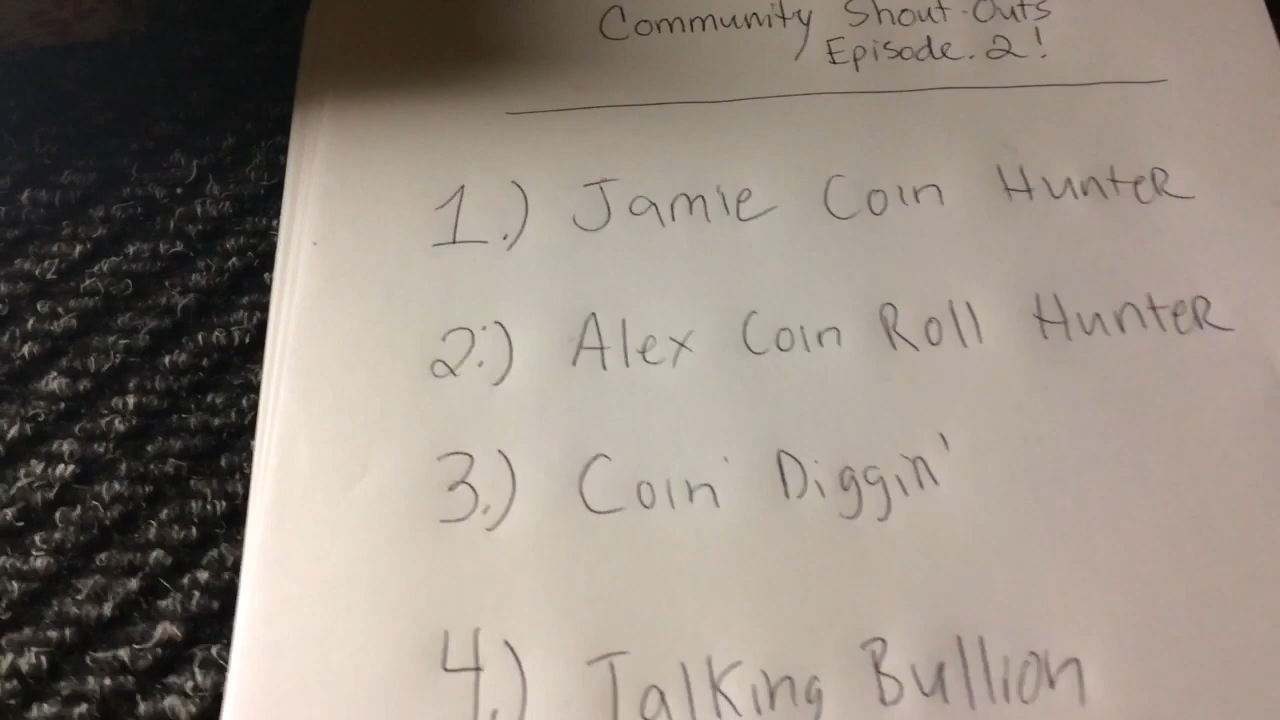 Community Shout-Outs
Episode. 2!
1.) Jamie Coin Hunter
2.) Alex Coin Roll Hunter
3.) Coin Diggin'
4.) Talking Bullion